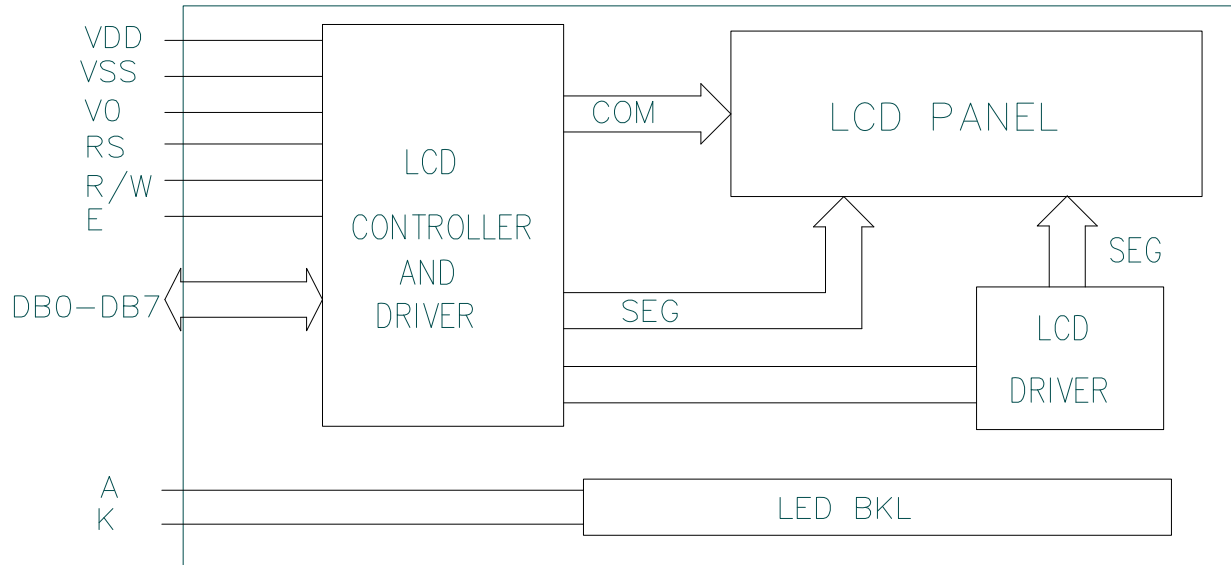 VDD
VSS
V0
RS
R/W
E
DB0-DB7
LCD
CONTROLLER
AND
DRIVER
COM
LCD PANEL
SEG
SEG
LCD
DRIVER
A
K
LED BKL